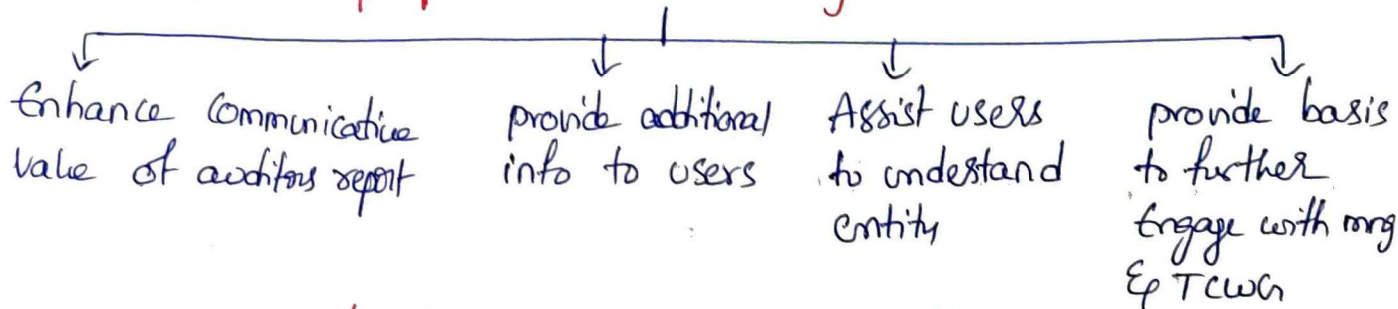 Enhance Communicative
value of auditors report
provide additional
info to users
Assist users
to undestand
entity
provide basis
to further
Engage with mng
& TCWG